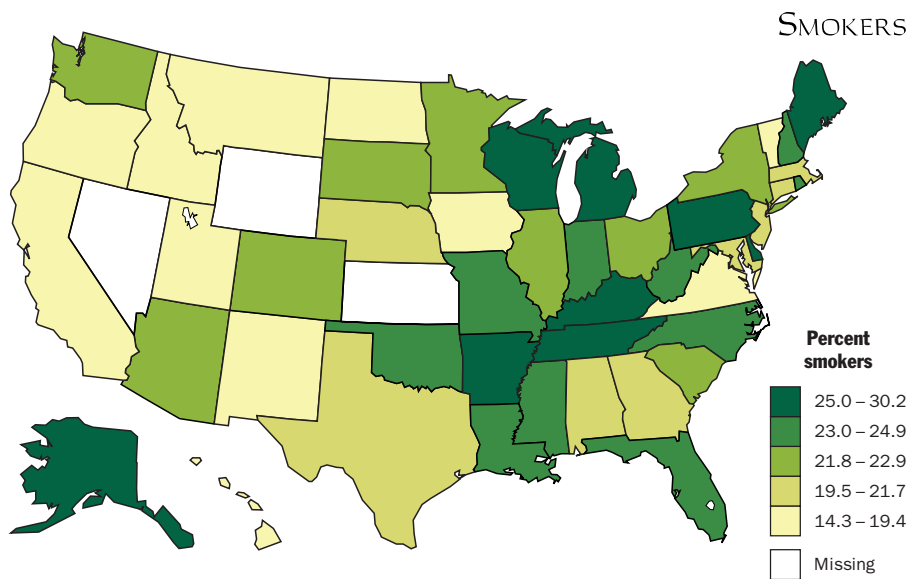 SMOKERS
Percent
smokers
25.0 – 30.2
23.0 – 24.9
21.8 – 22.9
19.5 – 21.7
14.3 – 19.4
Missing